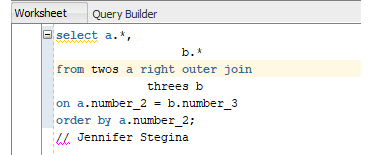 Worksheet Query Builder
select a.*,
b.*
from twos a right outer join
threes b
on a.number_2 = b.number_3
order by a.number_2;
// Jennifer Stegina